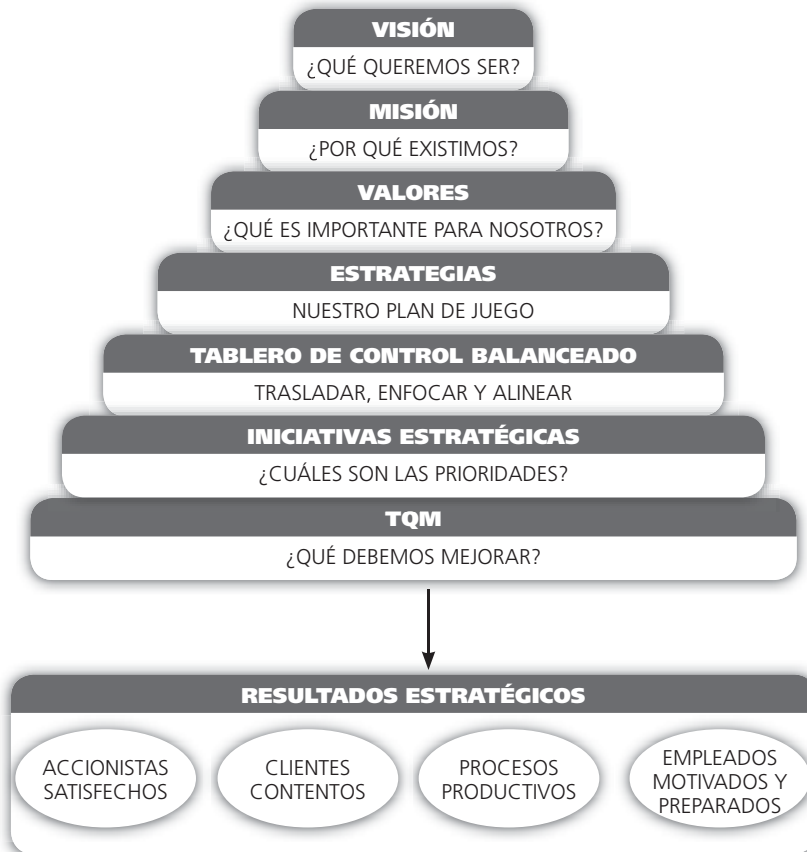 VISIÓN
¿QUÉ QUEREMOS SER?
MISIÓN
¿POR QUÉ EXISTIMOS?
VALORES
¿QUÉ ES IMPORTANTE PARA NOSOTROS?
ESTRATEGIAS
NUESTRO PLAN DE JUEGO
TABLERO DE CONTROL BALANCEADO
TRASLADAR, ENFOCAR Y ALINEAR
INICIATIVAS ESTRATÉGICAS
¿CUÁLES SON LAS PRIORIDADES?
TQM
¿QUÉ DEBEMOS MEJORAR?
RESULTADOS ESTRATÉGICOS
ACCIONISTAS
SATISFECHOS
CLIENTES
CONTENTOS
PROCESOS
PRODUCTIVOS
EMPLEADOS
MOTIVADOS Y
PREPARADOS